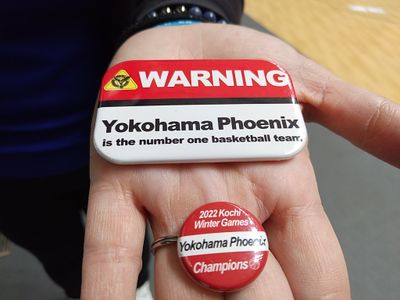 WARNING
Yokohama Phoenix
is the number one basketball team.
2022 Kochi
Winter Games
Yokohama Phoenix
Champions